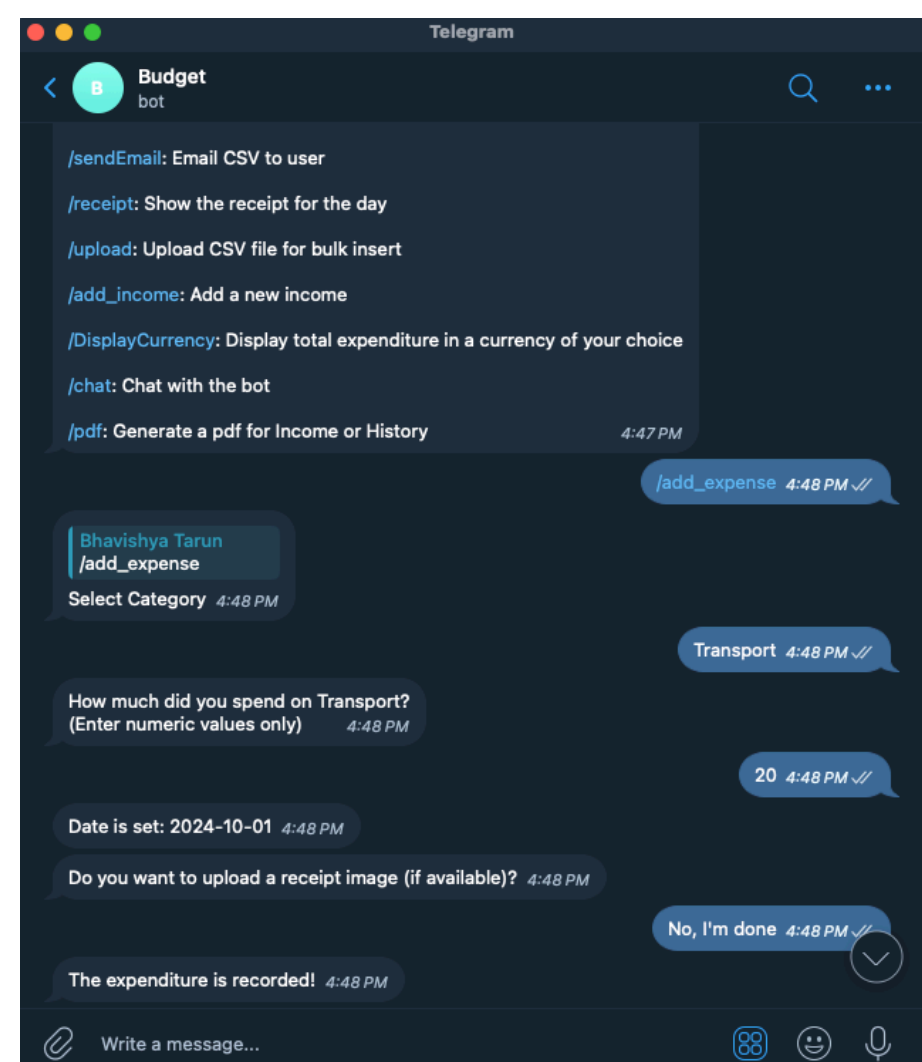 Telegram
B
Budget
bot
/sendEmail: Email CSV to user
/receipt: Show the receipt for the day
/upload: Upload CSV file for bulk insert
/add_income: Add a new income
/DisplayCurrency: Display total expenditure in a currency of your choice
/chat: Chat with the bot
/pdf: Generate a pdf for Income or History 4:47 PM
/add_expense 4:48 PM
Bhavishya Tarun
/add_expense
Select Category 4:48 PM
Transport 4:48 PM
How much did you spend on Transport?
(Enter numeric values only) 4:48 PM
20 4:48 PM
Date is set: 2024-10-01 4:48 PM
Do you want to upload a receipt image (if available)? 4:48 PM
No, I'm done 4:48 PM
The expenditure is recorded! 4:48 PM
Write a message...